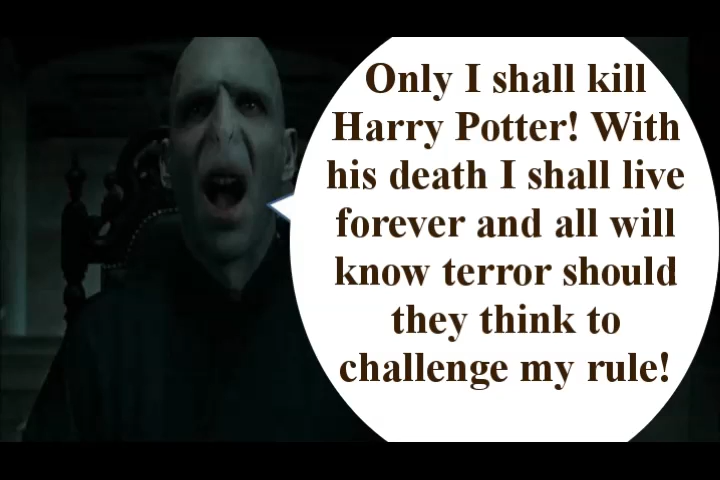 Only I shall kill
Harry Potter! With
his death I shall live
forever and all will
know terror should
they think to
challenge my rule!